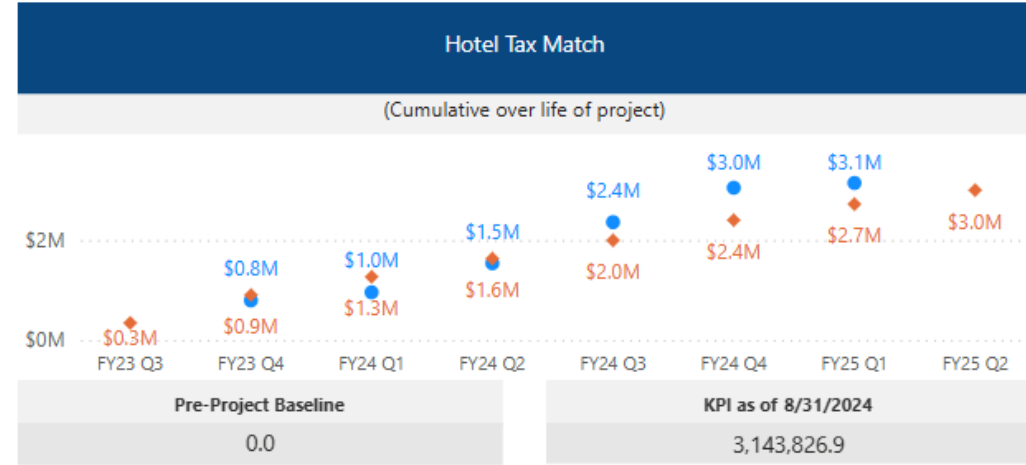 Hotel Tax Match
(Cumulative over life of project)
$3.0M $3.1M
$2.4M
$2M $1.5M $2.7M $3.0M
$0.8M $1.0M $2.0M $2.4M
$0.9M $1.3M $1.6M
$0M $0.3M
FY23 Q3 FY23 Q4 FY24 Q1 FY24 Q2 FY24 Q3 FY24 Q4 FY25 Q1 FY25 Q2
Pre-Project Baseline KPI as of 8/31/2024
0.0 3,143,826.9